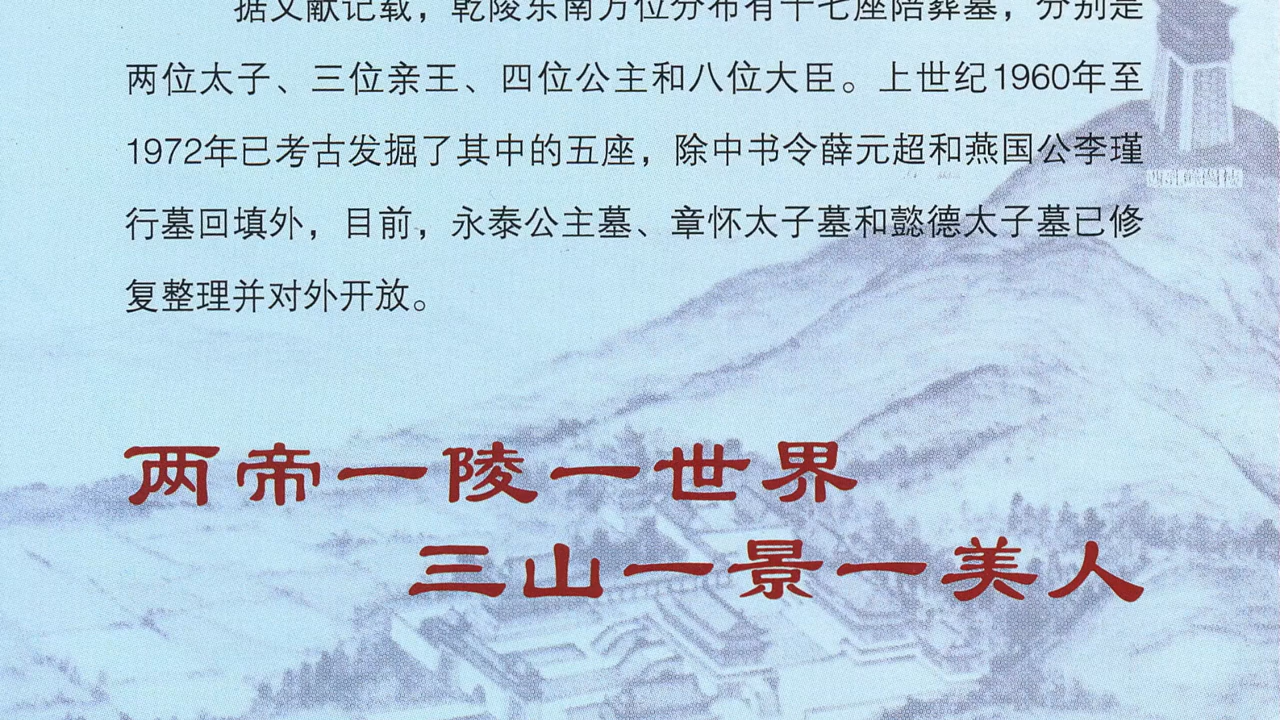 据文献记载，乾陵东南方位分布有十七座陪葬墓，分别是
两位太子、三位亲王、四位公主和八位大臣。上世纪1960年至
1972年已考古发掘了其中的五座，除中书令薛元超和燕国公李瑾
行墓回填外，目前，永泰公主墓、章怀太子墓和懿德太子墓已修
复整理并对外开放。
两帝一陵一世界
三山一景一美人